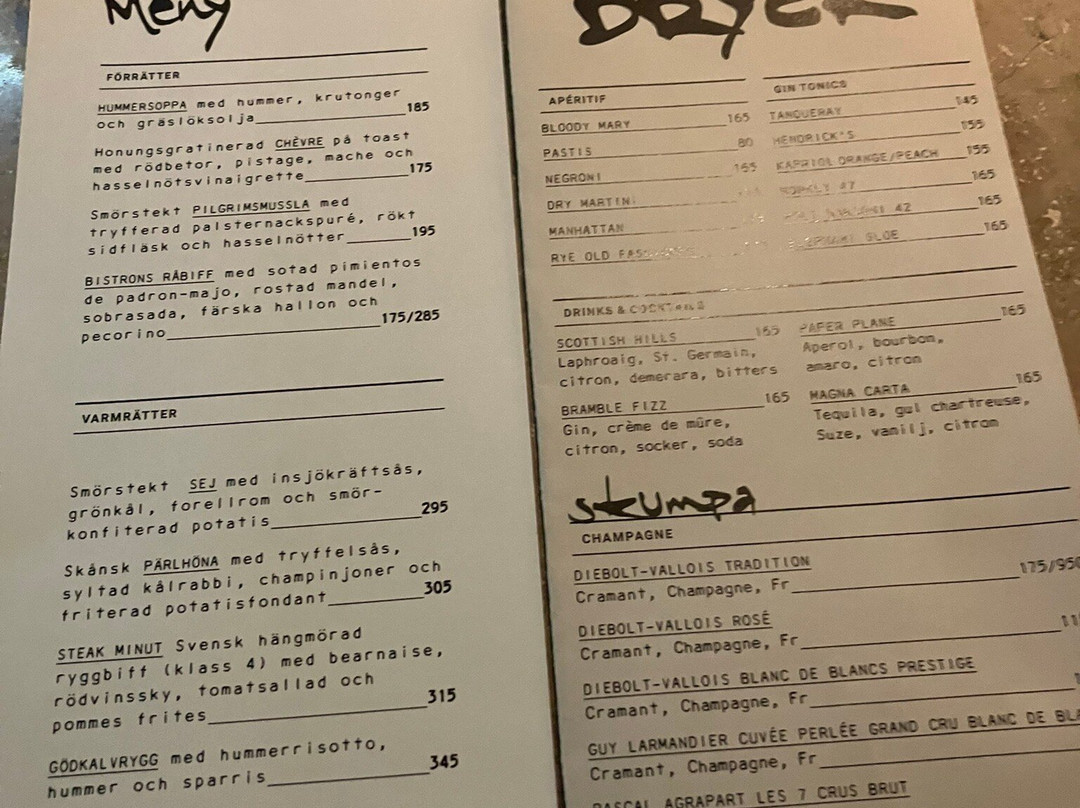 Meny
FÖRRÄTTER
HUMMERSOPPA med hummer, krutonger
och gräslöksolja 185
Honungsgratinerad CHÈVRE på toast
med rödbetor, pistage, mache och
hasselnötsvinaigrette 175
Smörstekt PILGRIMSMUSSLA med
tryfferad palsternackspuré, rökt
sidfläsk och hasselnötter 195
BISTRONS RÅBIFF med sotad pimientos
de padron-majo, rostad mandel,
sobrasada, färska hallon och
pecorino 175/285
VARMRÄTTER
Smörstekt SEJ med insjökräftsås,
grönkål, forellrom och smör-
konfiterad potatis 295
Skånsk PÄRLHÖNA med tryffelsås,
syltad kålrabbi, champinjoner och
friterad potatisfondant 305
STEAK MINUT Svensk hängmörad
ryggbiff (klass 4) med bearnaise,
rödvinssky, tomatsallad och
pommes frites 315
GÖDKALVRYGG med hummerrisotto,
hummer och sparris 345
DRYCK
APÉRITIF
BLOODY MARY 165
PASTIS 80
NEGRONI 165
DRY MARTINI
MANHATTAN
RYE OLD
GIN TONICS
TANQUERAY 145
HENDRICK'S 155
KAPRIOL ORANGE/PEACH 155
47 165
42 165
165
DRINKS & COCKTAILS
SCOTTISH HILLS 165
Laphroaig, St. Germain,
citron, demerara, bitters
BRAMBLE FIZZ 165
Gin, crème de mûre,
citron, socker, soda
PAPER PLANE 165
Aperol, bourbon,
amaro, citron
MAGNA CARTA 165
Tequila, gul chartreuse,
Suze, vanilj, citron
skumpa
CHAMPAGNE
DIEBOLT-VALLOIS TRADITION
Cramant, Champagne, Fr 175/950
DIEBOLT-VALLOIS ROSÉ
Cramant, Champagne, Fr
DIEBOLT-VALLOIS BLANC DE BLANCS PRESTIGE
Cramant, Champagne, Fr
GUY LARMANDIER CUVÉE PERLÉE GRAND CRU BLANC DE BLA
Cramant, Champagne, Fr
PASCAL AGRAPART LES 7 CRUS BRUT